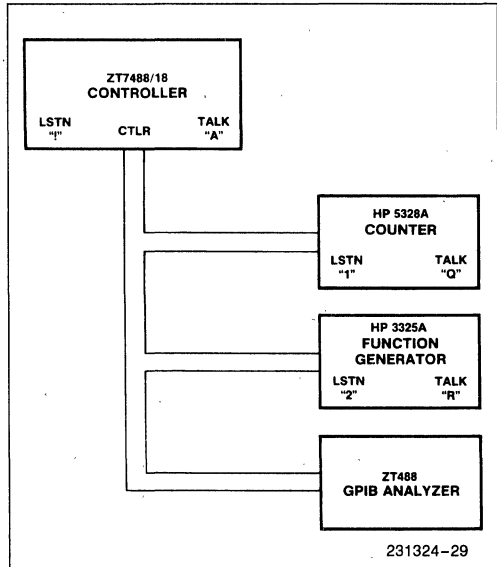 ZT7488/18
CONTROLLER
LSTN CTLR TALK
"!" "A"
HP 5328A
COUNTER
LSTN TALK
"1" "Q"
HP 3325A
FUNCTION
GENERATOR
LSTN TALK
"2" "R"
ZT488
GPIB ANALYZER
231324-29